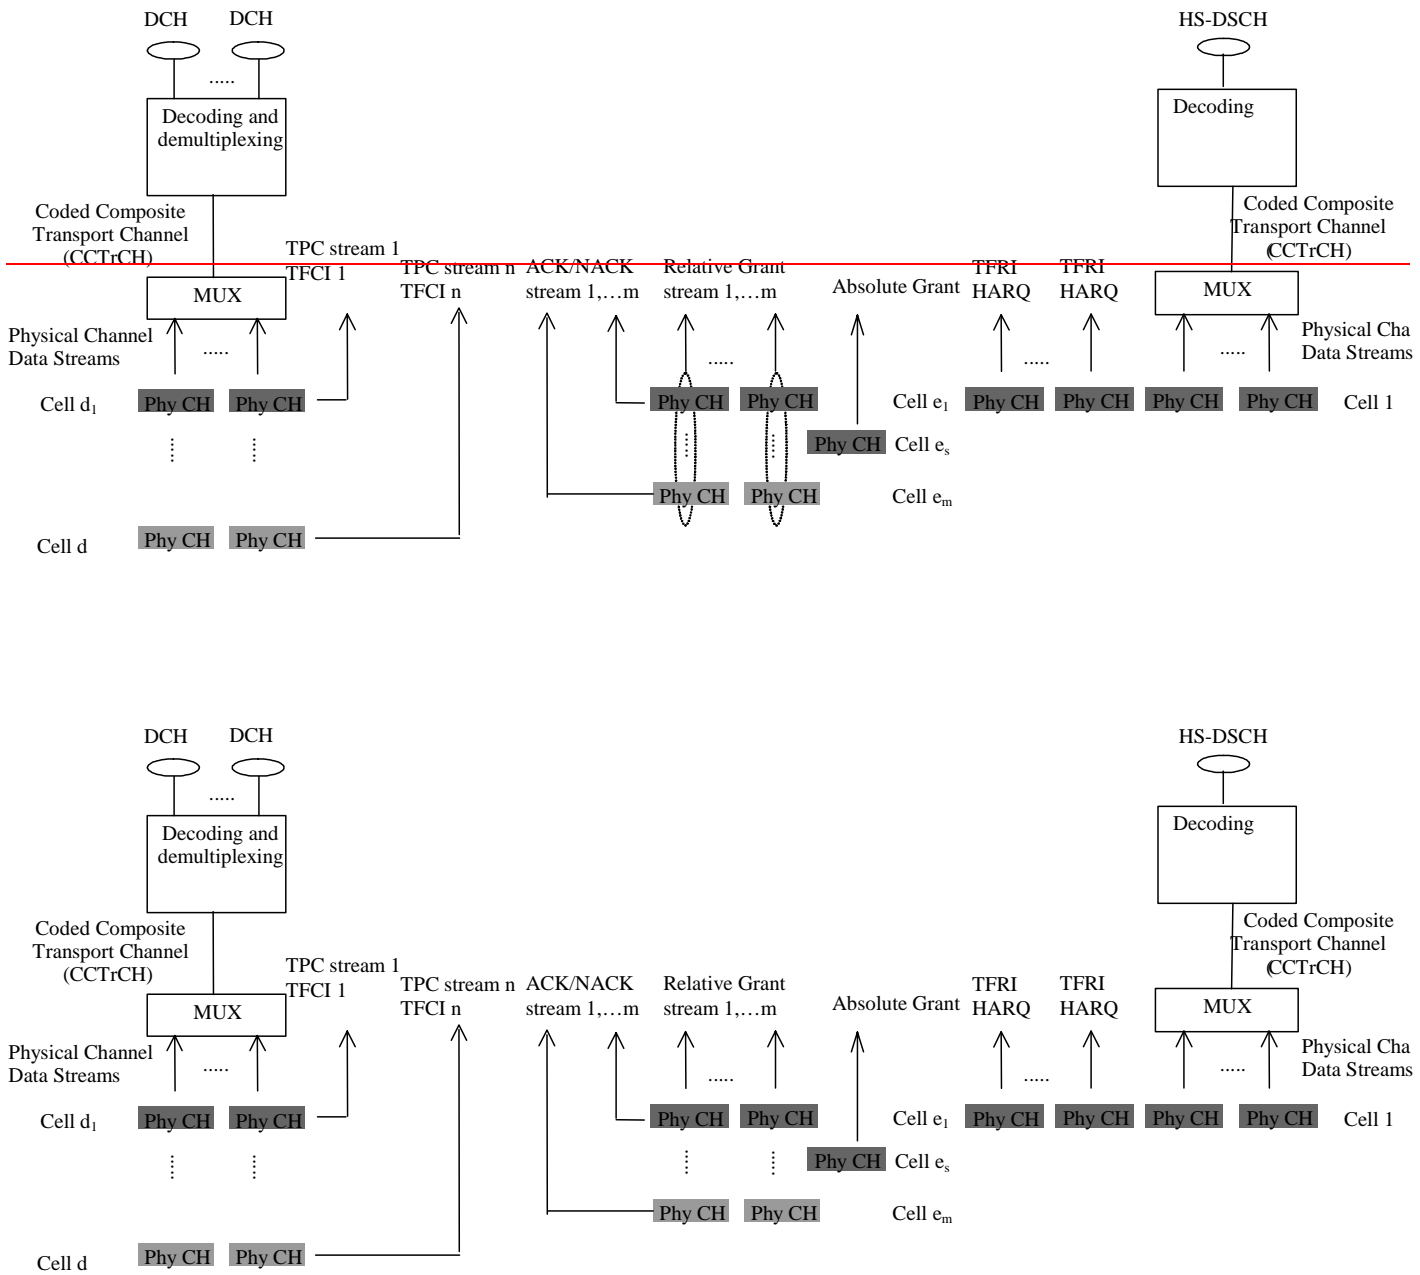 DCH
DCH
HS-DSCH
.....
Decoding and
demultiplexing
Decoding
Coded Composite
Transport Channel
(CCTrCH)
TPC stream 1
TFCI 1
TPC stream n
TFCI n
ACK/NACK
stream 1,…m
Relative Grant
stream 1,…m
Absolute Grant
TFRI
HARQ
TFRI
HARQ
Coded Composite
Transport Channel
(CCTrCH)
MUX
MUX
Physical Channel
Data Streams
.....
.....
.....
.....
Physical Cha
Data Streams
Cell d1
Phy CH
Phy CH
Phy CH
Phy CH
Cell e1
Phy CH
Phy CH
Phy CH
Phy CH
Cell 1
Phy CH
Cell es
Phy CH
Phy CH
Cell em
Cell d
Phy CH
Phy CH
DCH
DCH
HS-DSCH
.....
Decoding and
demultiplexing
Decoding
Coded Composite
Transport Channel
(CCTrCH)
TPC stream 1
TFCI 1
TPC stream n
TFCI n
ACK/NACK
stream 1,…m
Relative Grant
stream 1,…m
Absolute Grant
TFRI
HARQ
TFRI
HARQ
Coded Composite
Transport Channel
(CCTrCH)
MUX
MUX
Physical Channel
Data Streams
.....
.....
.....
.....
Physical Cha
Data Streams
Cell d1
Phy CH
Phy CH
Phy CH
Phy CH
Cell e1
Phy CH
Phy CH
Phy CH
Phy CH
Cell 1
Phy CH
Cell es
Phy CH
Phy CH
Cell em
Cell d
Phy CH
Phy CH